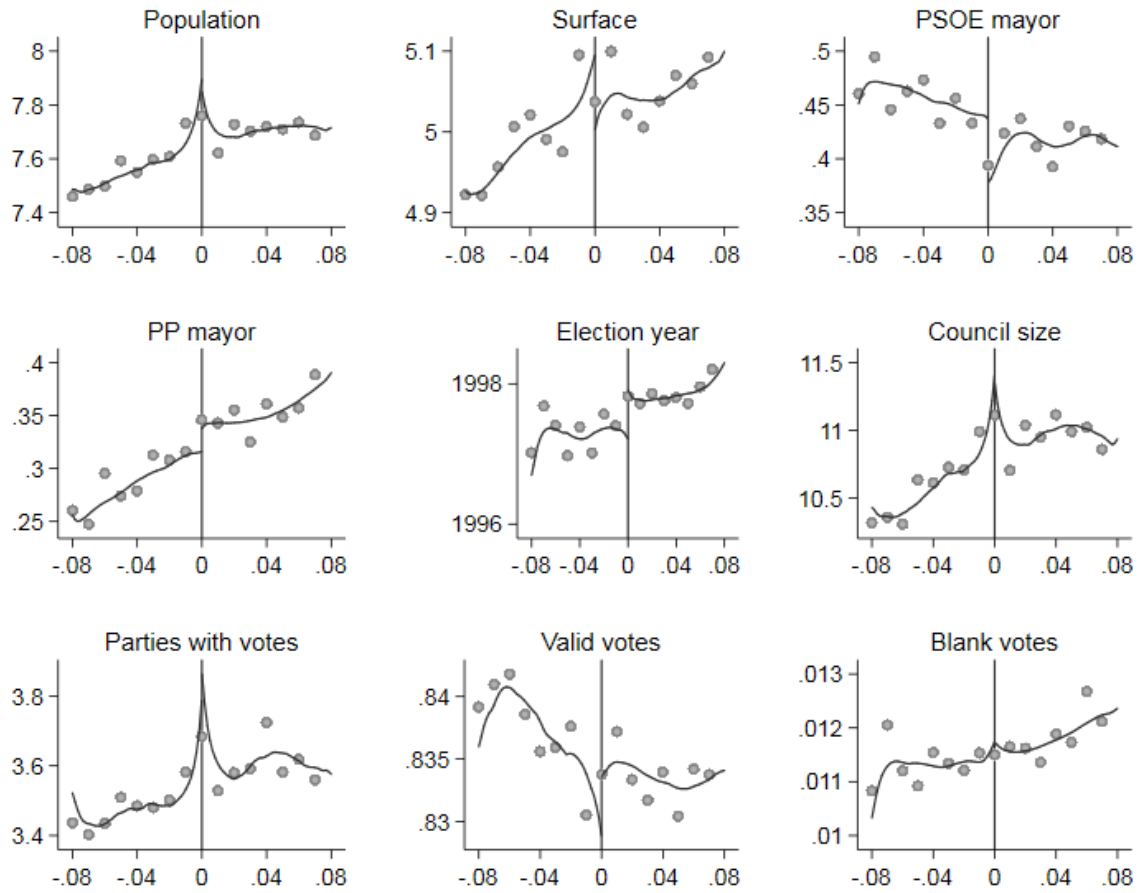 Population
8
7.8
7.6
7.4
-.08 -.04 0 .04 .08
Surface
5.1
5
4.9
-.08 -.04 0 .04 .08
PSOE mayor
.5
.45
.4
.35
-.08 -.04 0 .04 .08
PP mayor
.4
.35
.3
.25
-.08 -.04 0 .04 .08
Election year
1998
1996
-.08 -.04 0 .04 .08
Council size
11.5
11
10.5
-.08 -.04 0 .04 .08
Parties with votes
3.8
3.6
3.4
-.08 -.04 0 .04 .08
Valid votes
.84
.835
.83
-.08 -.04 0 .04 .08
Blank votes
.013
.012
.011
.01
-.08 -.04 0 .04 .08